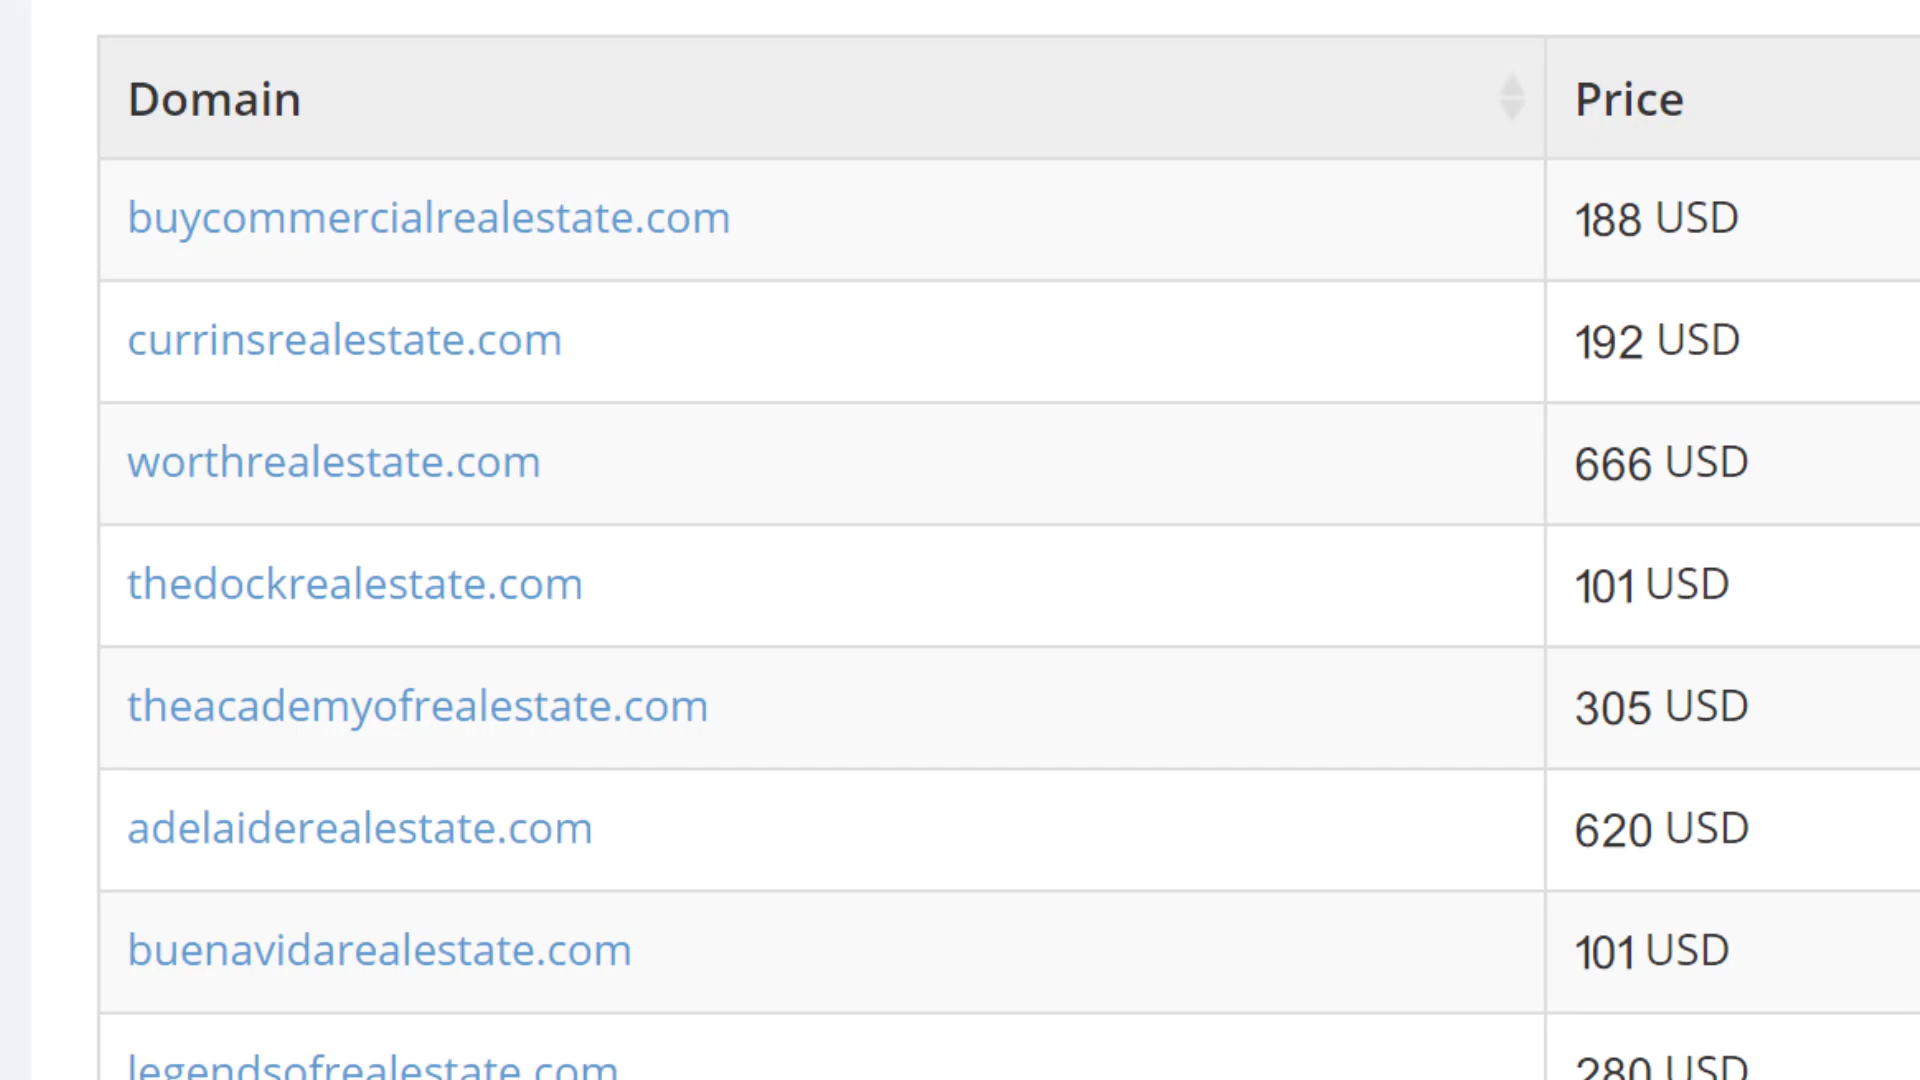 Domain Price
buycommercialrealestate.com 188 USD
currinsrealestate.com 192 USD
worthrealestate.com 666 USD
thedockrealestate.com 101 USD
theacademyofrealestate.com 305 USD
adelaiderealestate.com 620 USD
buenavidarealestate.com 101 USD
legendsofrealestate.com 280 USD